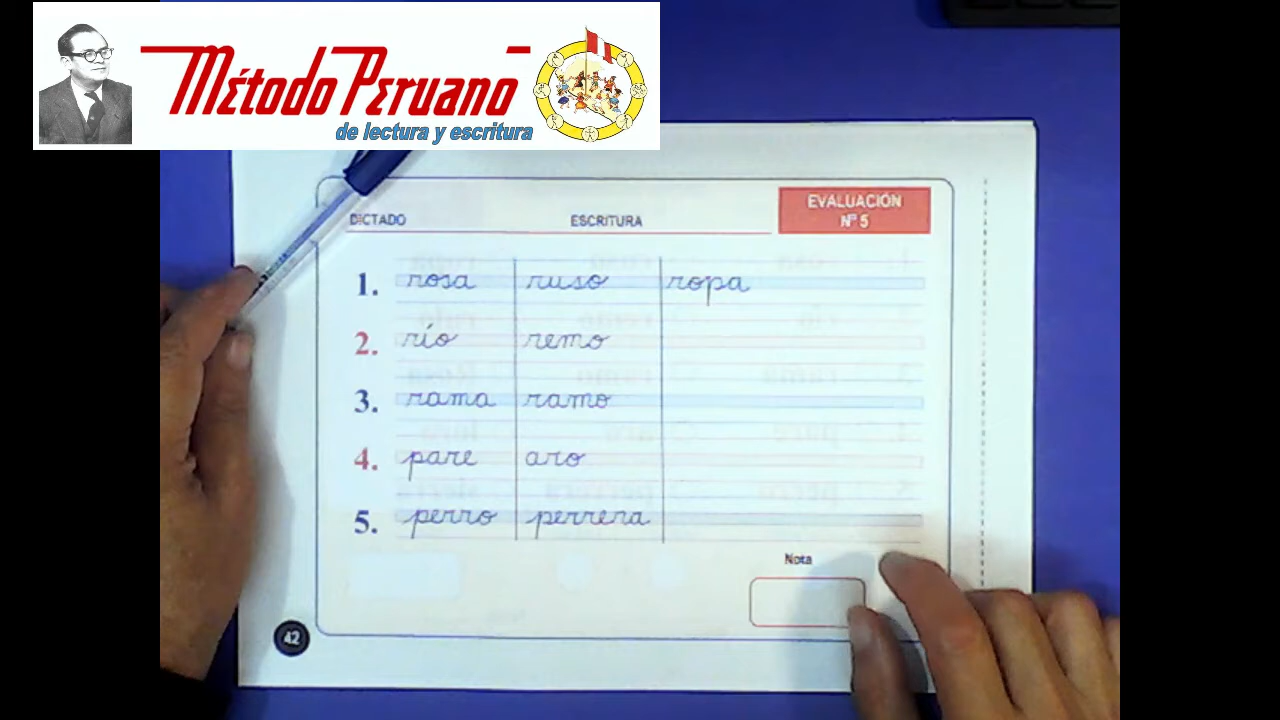 Método Peruano
de lectura y escritura
DICTADO ESCRITURA EVALUACIÓN
Nº 5
1. rosa ruso ropa
2. río remo
3. rama ramo
4. pare aro
5. perro perrera
Nota
42